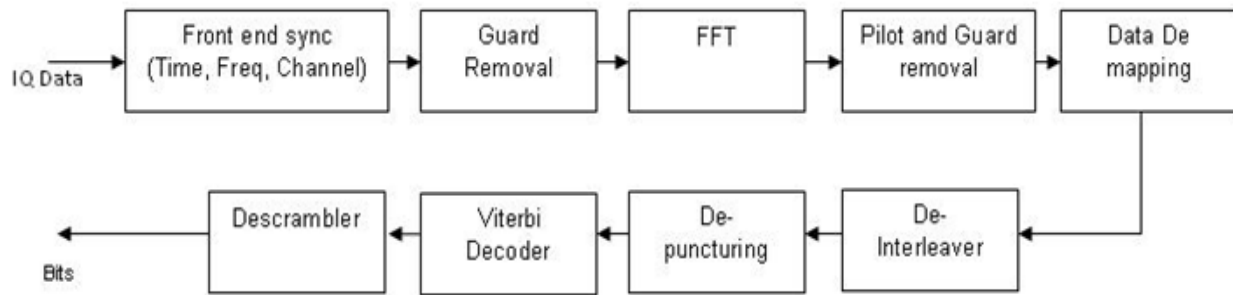 IQ Data
Front end sync
(Time, Freq, Channel)
Guard
Removal
FFT
Pilot and Guard
removal
Data De
mapping
De-
Interleaver
De-
puncturing
Viterbi
Decoder
Descrambler
Bits